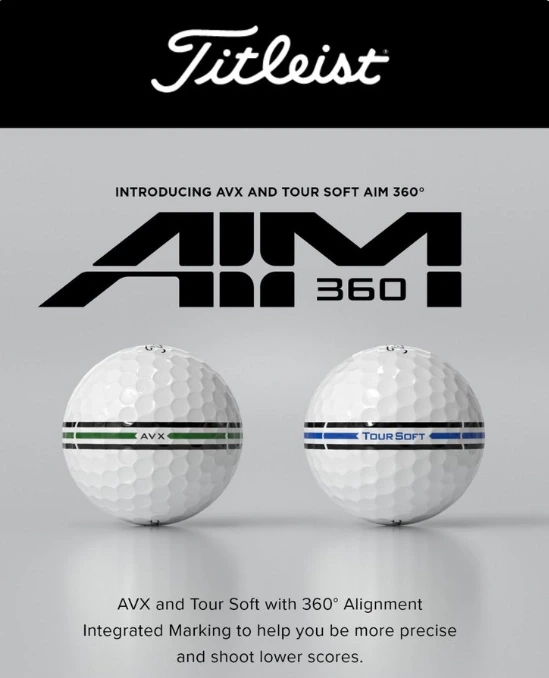 Titleist
INTRODUCING AVX AND TOUR SOFT AIM 360°
AIM
360
AVX
TOUR SOFT
AVX and Tour Soft with 360° Alignment
Integrated Marking to help you be more precise
and shoot lower scores.